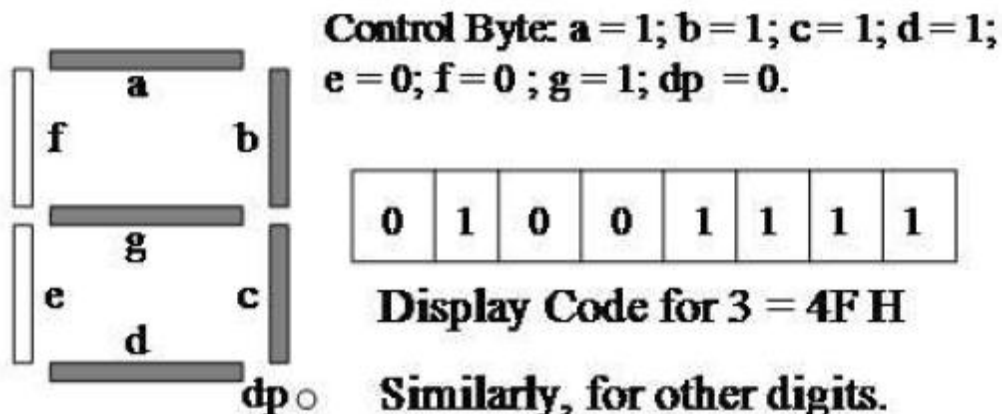 Control Byte: a = 1; b = 1; c = 1; d = 1;
e = 0; f = 0 ; g = 1; dp = 0.
a
f b
g
e c
d
dp
0 1 0 0 1 1 1 1
Display Code for 3 = 4F H
Similarly, for other digits.